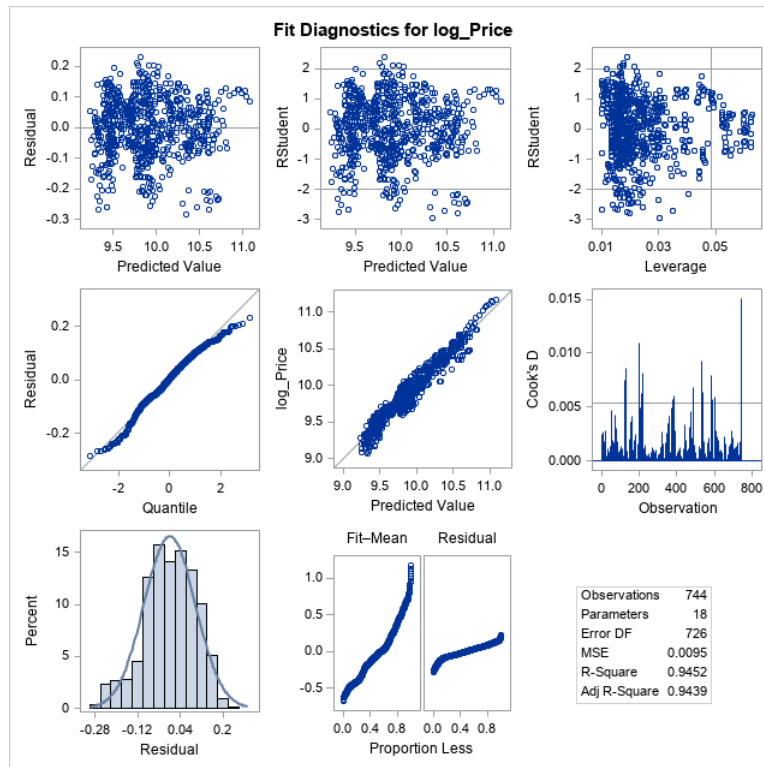 Fit Diagnostics for log_Price
0.2
0.1
0.0
-0.1
-0.2
-0.3
Residual
9.5 10.0 10.5 11.0
Predicted Value
2
1
0
-1
-2
-3
RStudent
9.5 10.0 10.5 11.0
Predicted Value
2
1
0
-1
-2
-3
RStudent
0.01 0.03 0.05
Leverage
0.2
0.0
-0.2
Residual
-2 0 2
Quantile
11.0
10.5
10.0
9.5
9.0
log_Price
9.0 9.5 10.0 10.5 11.0
Predicted Value
0.015
0.010
0.005
0.000
Cook's D
0 200 400 600 800
Observation
15
10
5
0
Percent
-0.28 -0.12 0.04 0.2
Residual
Fit–Mean Residual
1.0
0.5
0.0
-0.5
0.0 0.4 0.8 0.0 0.4 0.8
Proportion Less
Observations 744
Parameters 18
Error DF 726
MSE 0.0095
R-Square 0.9452
Adj R-Square 0.9439